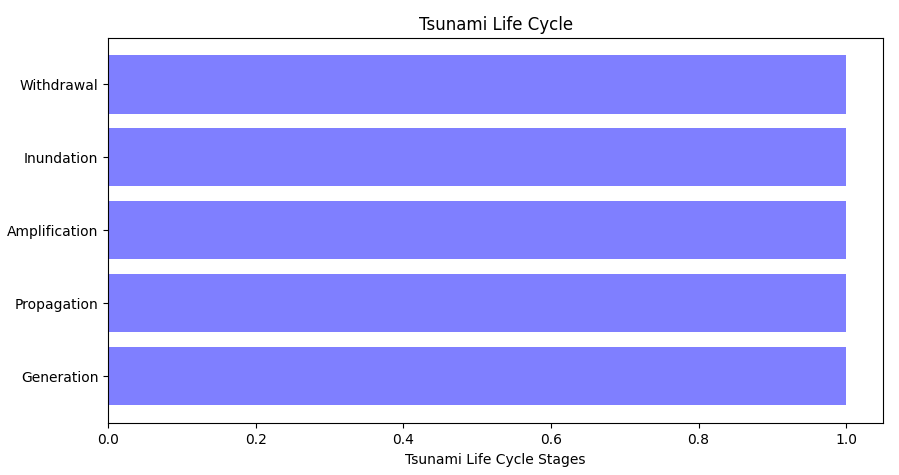 Tsunami Life Cycle
Withdrawal
Inundation
Amplification
Propagation
Generation
0.0 0.2 0.4 0.6 0.8 1.0
Tsunami Life Cycle Stages